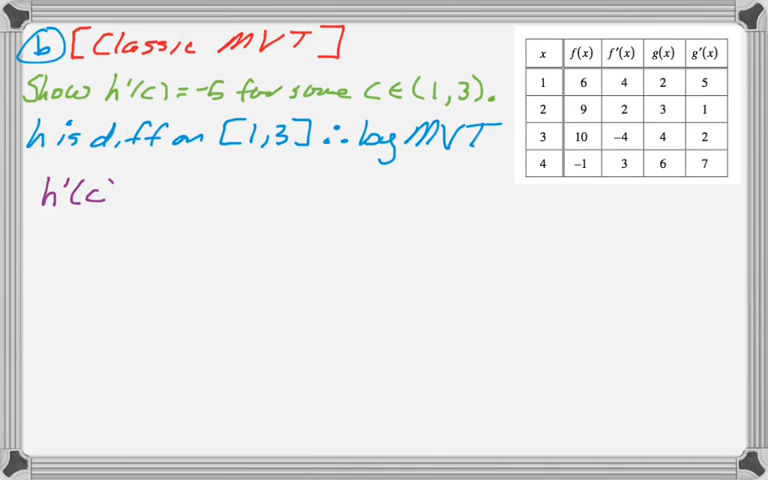 b [Classic MVT]
Show h'(c) = -5 for some C ∈ (1,3).
h is diff on [1,3] ∴ by MVT
h'(c)
x f(x) f′(x) g(x) g′(x)
1 6 4 2 5
2 9 2 3 1
3 10 –4 4 2
4 –1 3 6 7